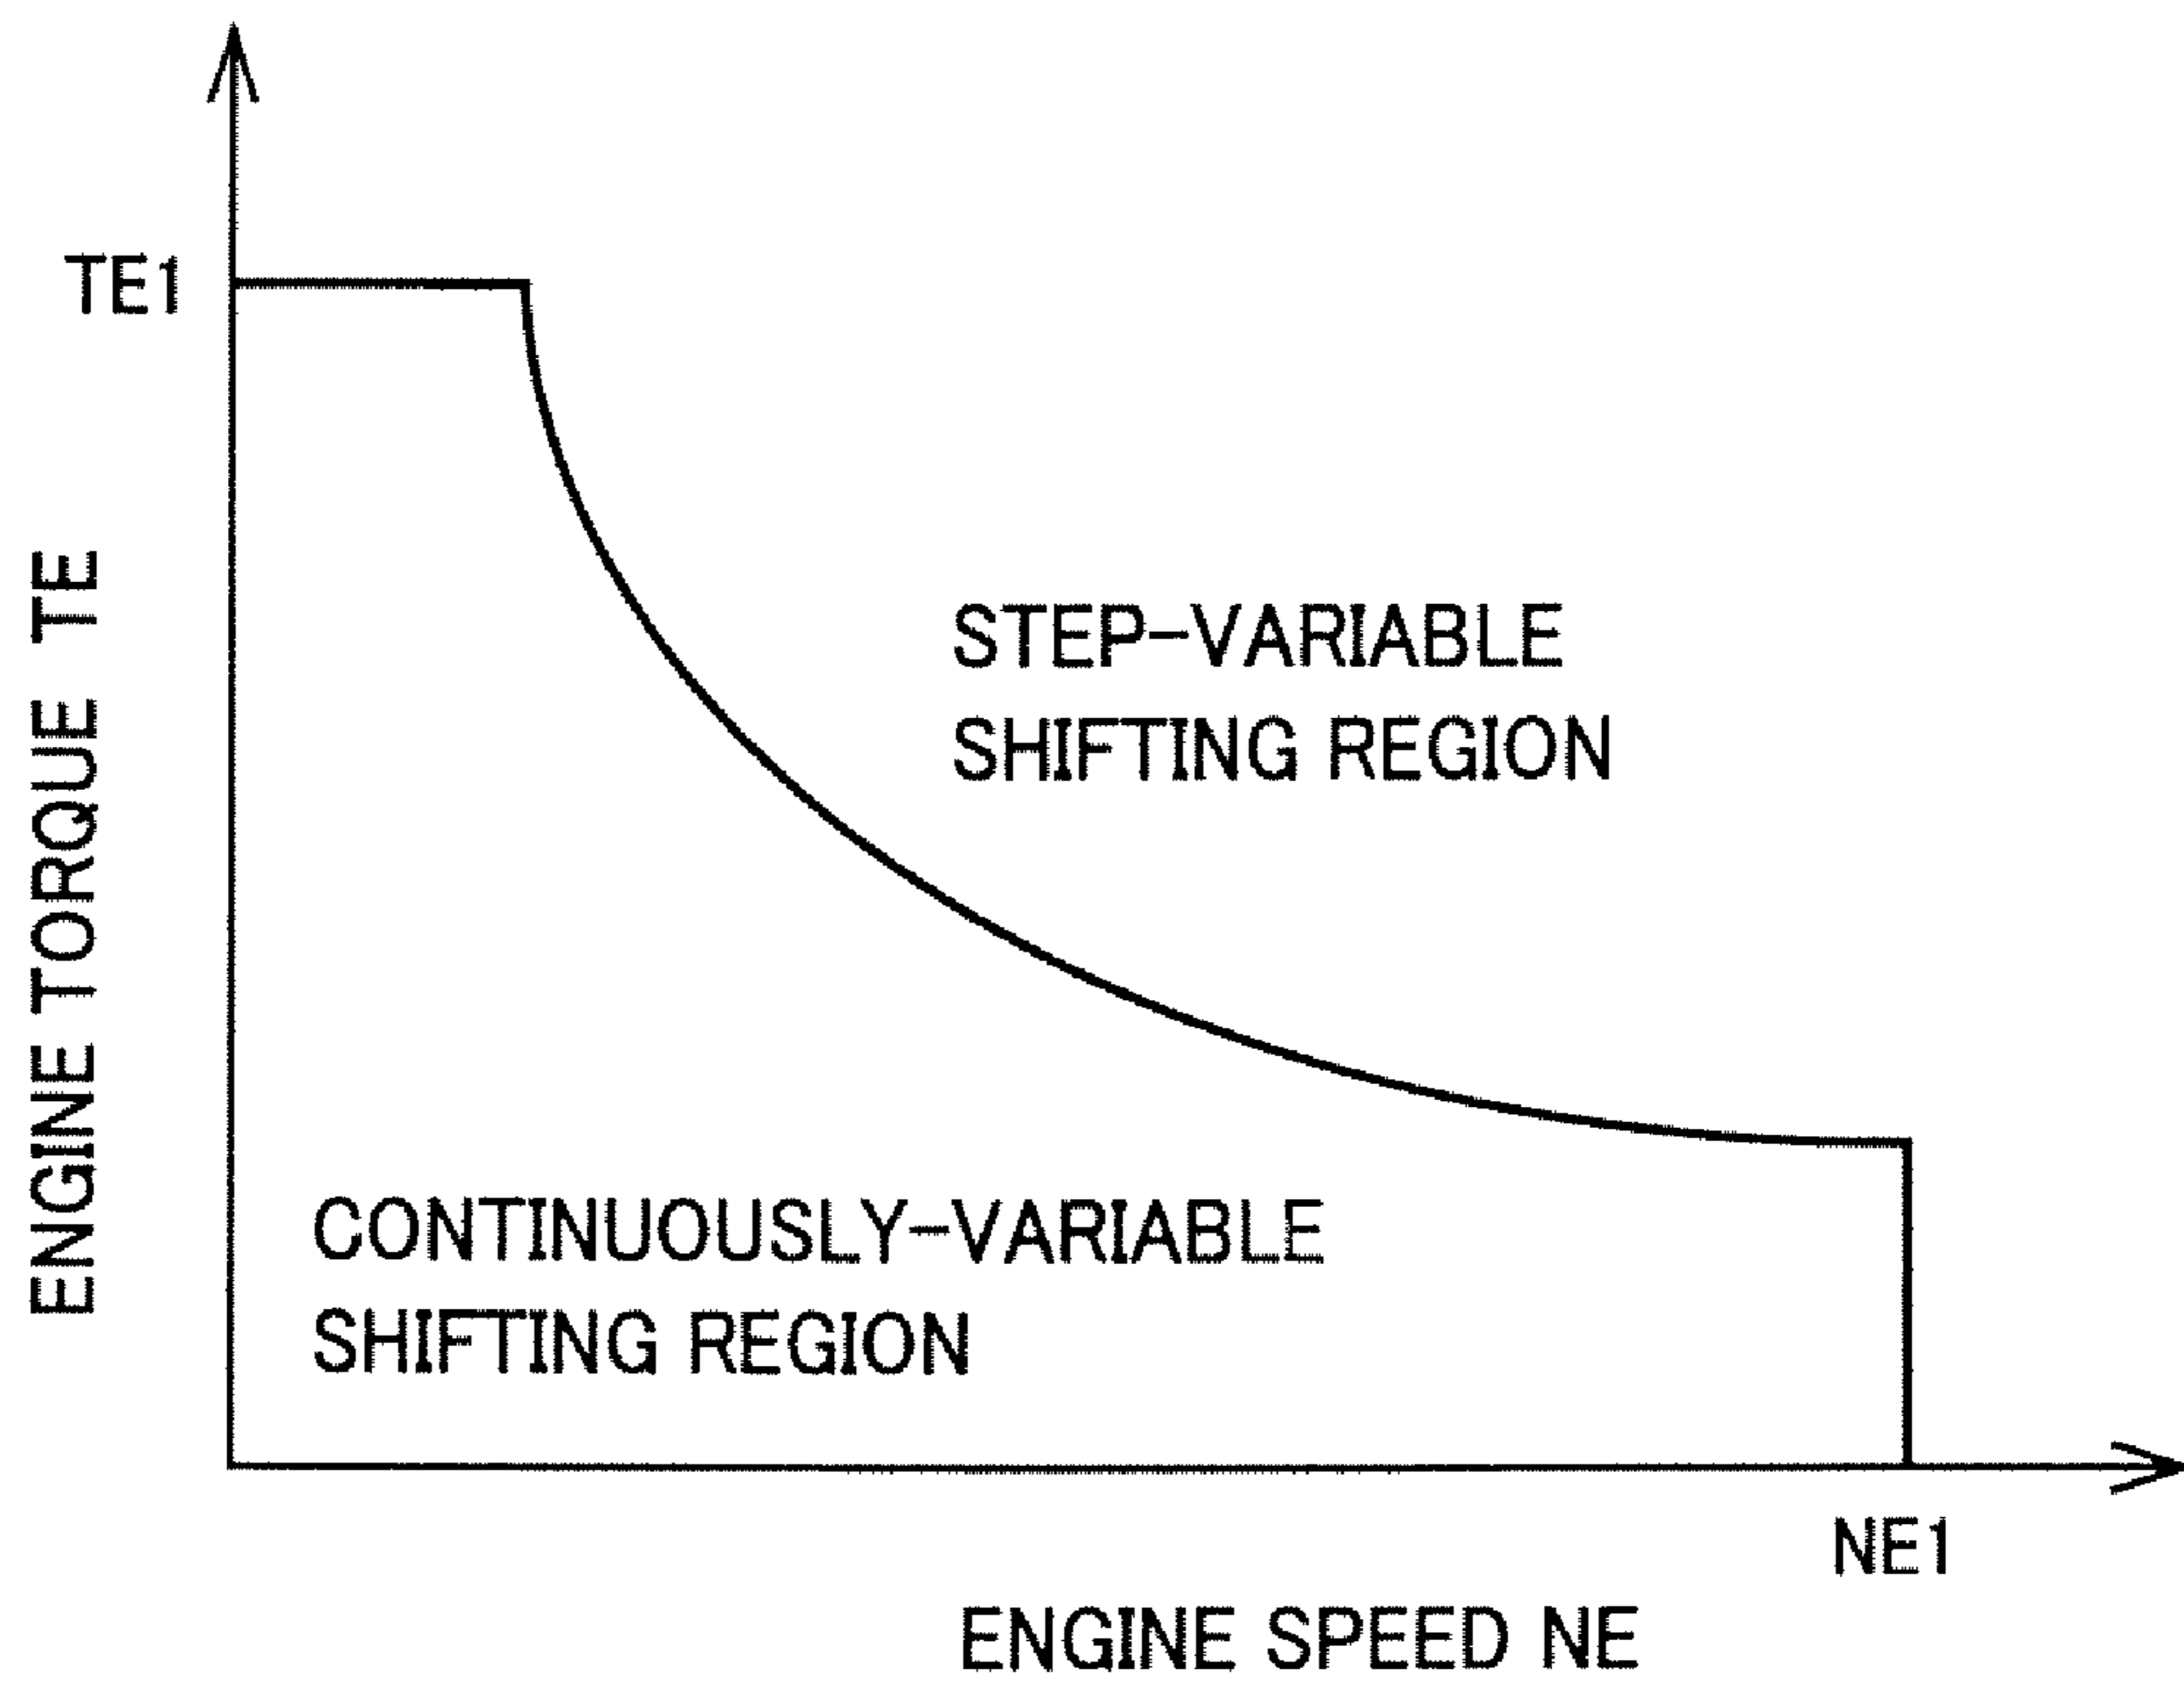 TE1
ENGINE TORQUE TE
STEP-VARIABLE
SHIFTING REGION
CONTINUOUSLY-VARIABLE
SHIFTING REGION
NE1
ENGINE SPEED NE